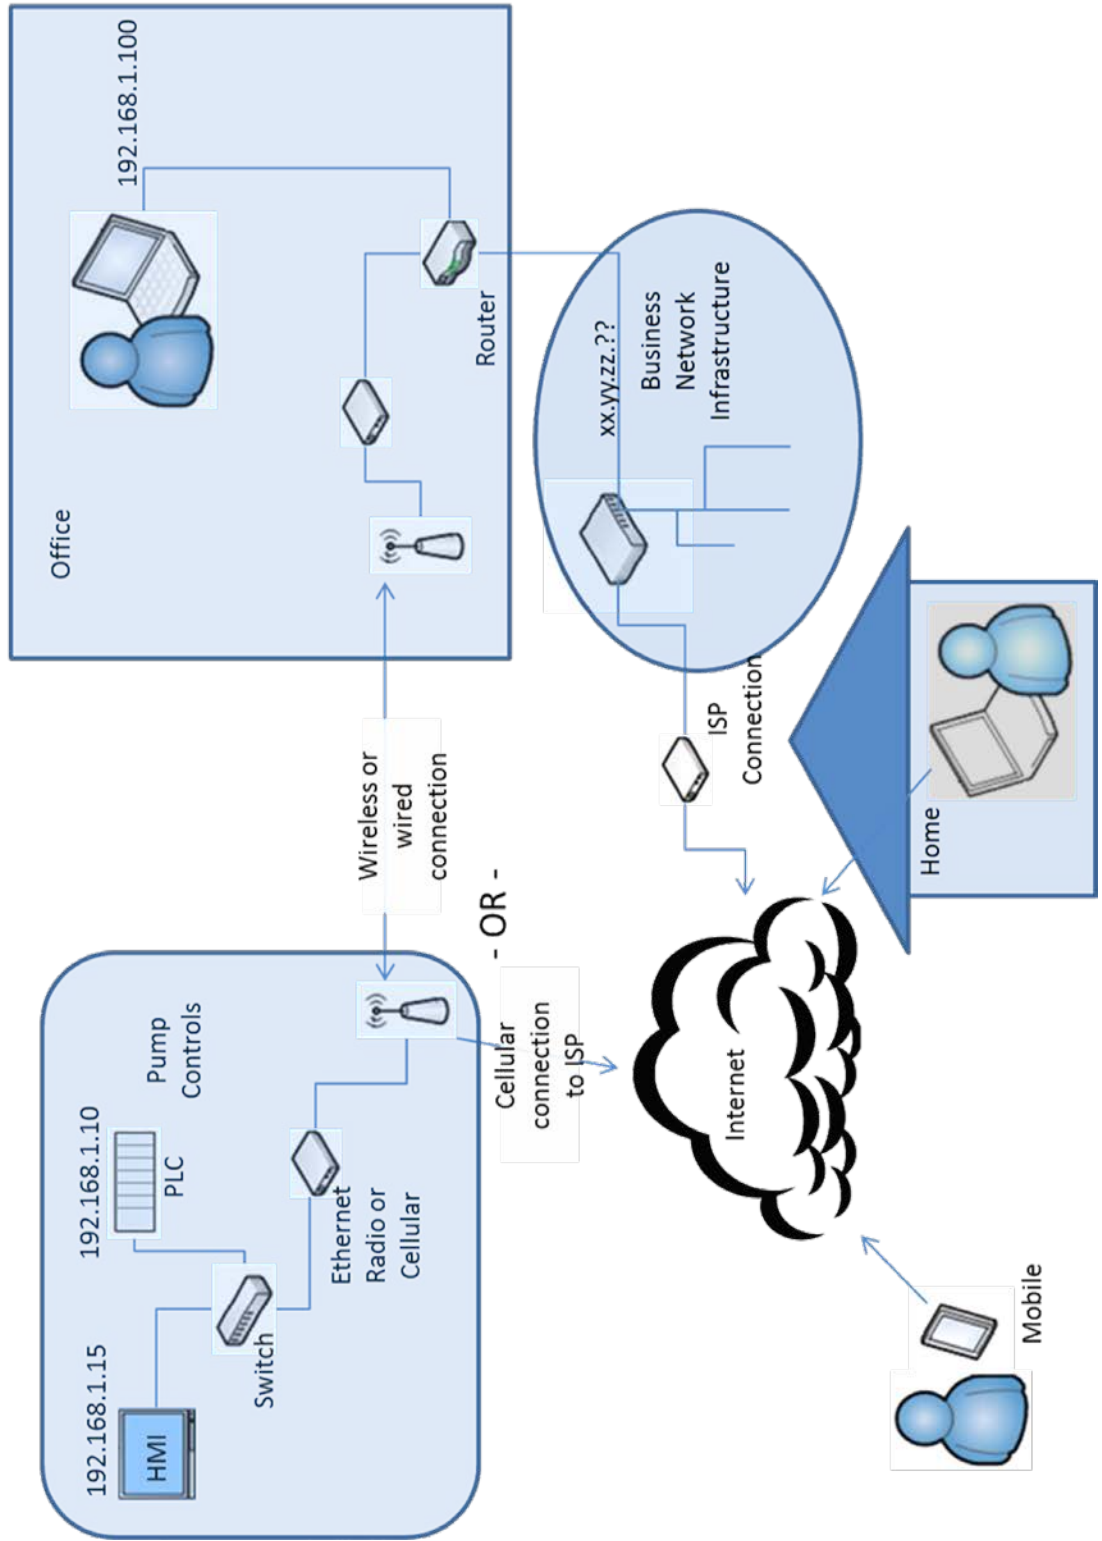 192.168.1.15
HMI
Switch
192.168.1.10
PLC
Pump
Controls
Ethernet
Radio or
Cellular
Wireless or
wired
connection
- OR -
Cellular
connection
to ISP
Office
192.168.1.100
Router
xx.yy.zz.??
Business
Network
Infrastructure
ISP
Connection
Internet
Home
Mobile